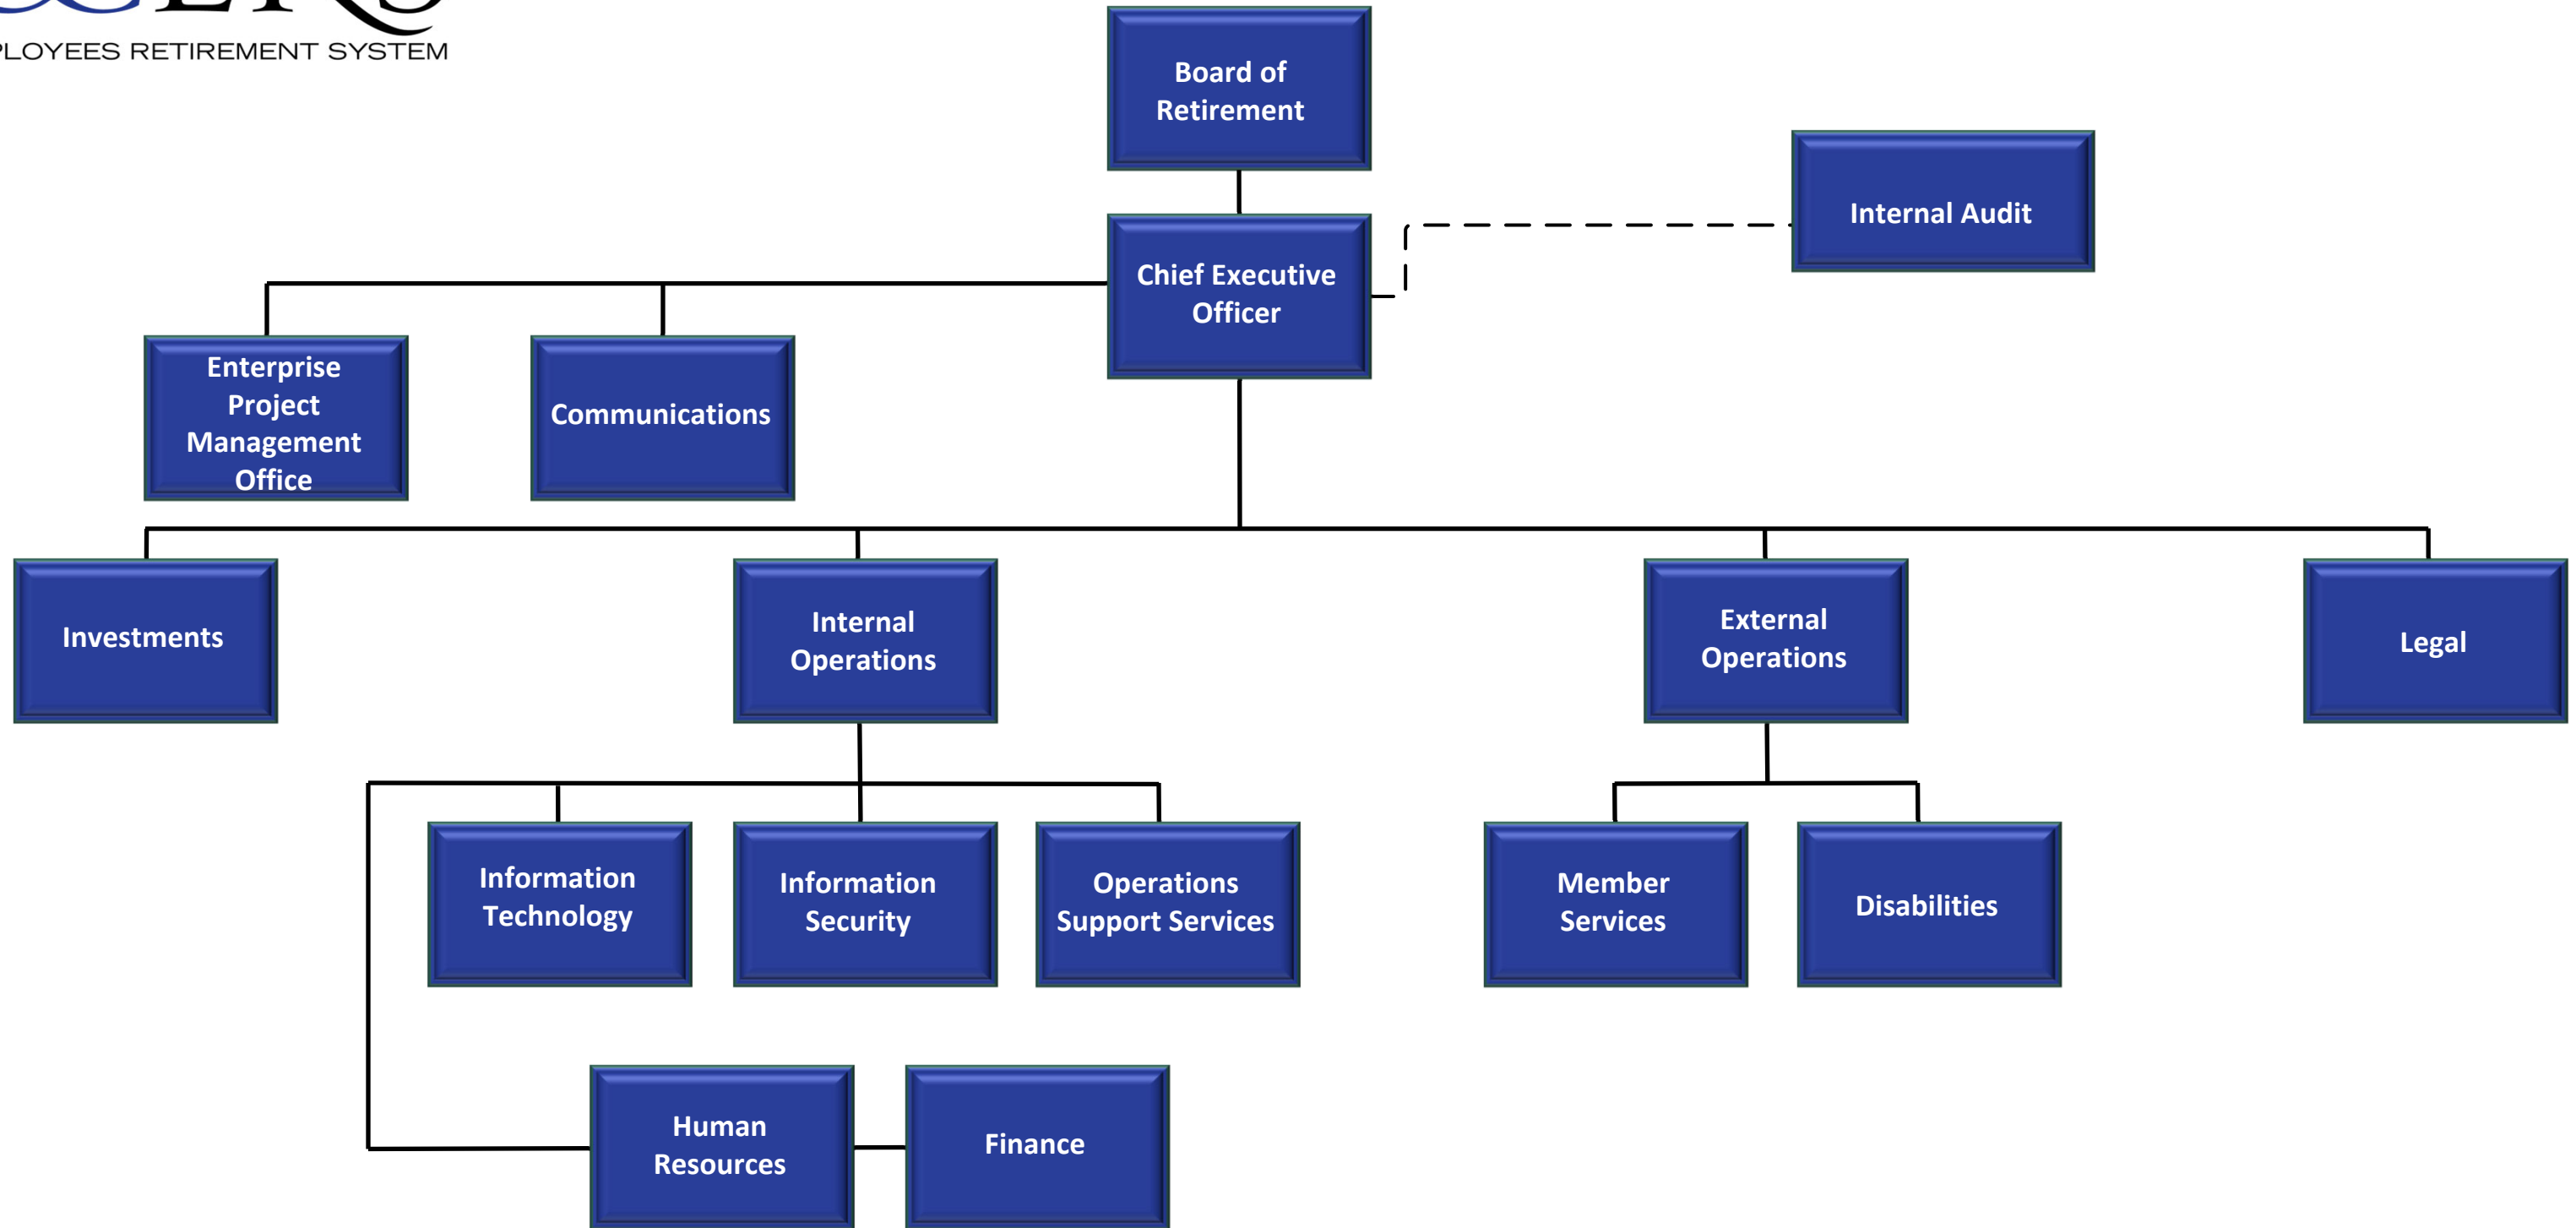 EMPLOYEES RETIREMENT SYSTEM
Board of
Retirement
Internal Audit
Chief Executive
Officer
Enterprise
Project
Management
Office
Communications
Investments
Internal
Operations
External
Operations
Legal
Information
Technology
Information
Security
Operations
Support Services
Member
Services
Disabilities
Human
Resources
Finance